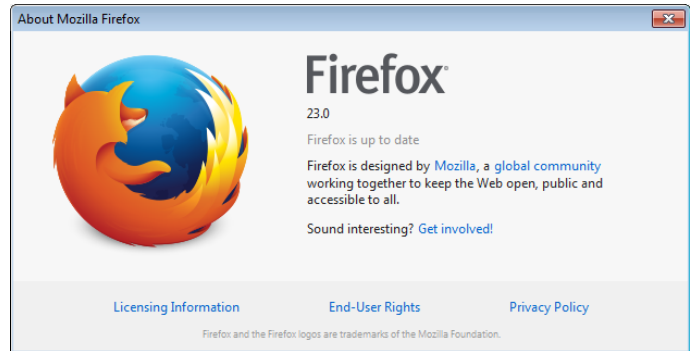 About Mozilla Firefox
Firefox
23.0
Firefox is up to date
Firefox is designed by Mozilla, a global community
working together to keep the Web open, public and
accessible to all.
Sound interesting? Get involved!
Licensing Information End-User Rights Privacy Policy
Firefox and the Firefox logos are trademarks of the Mozilla Foundation.